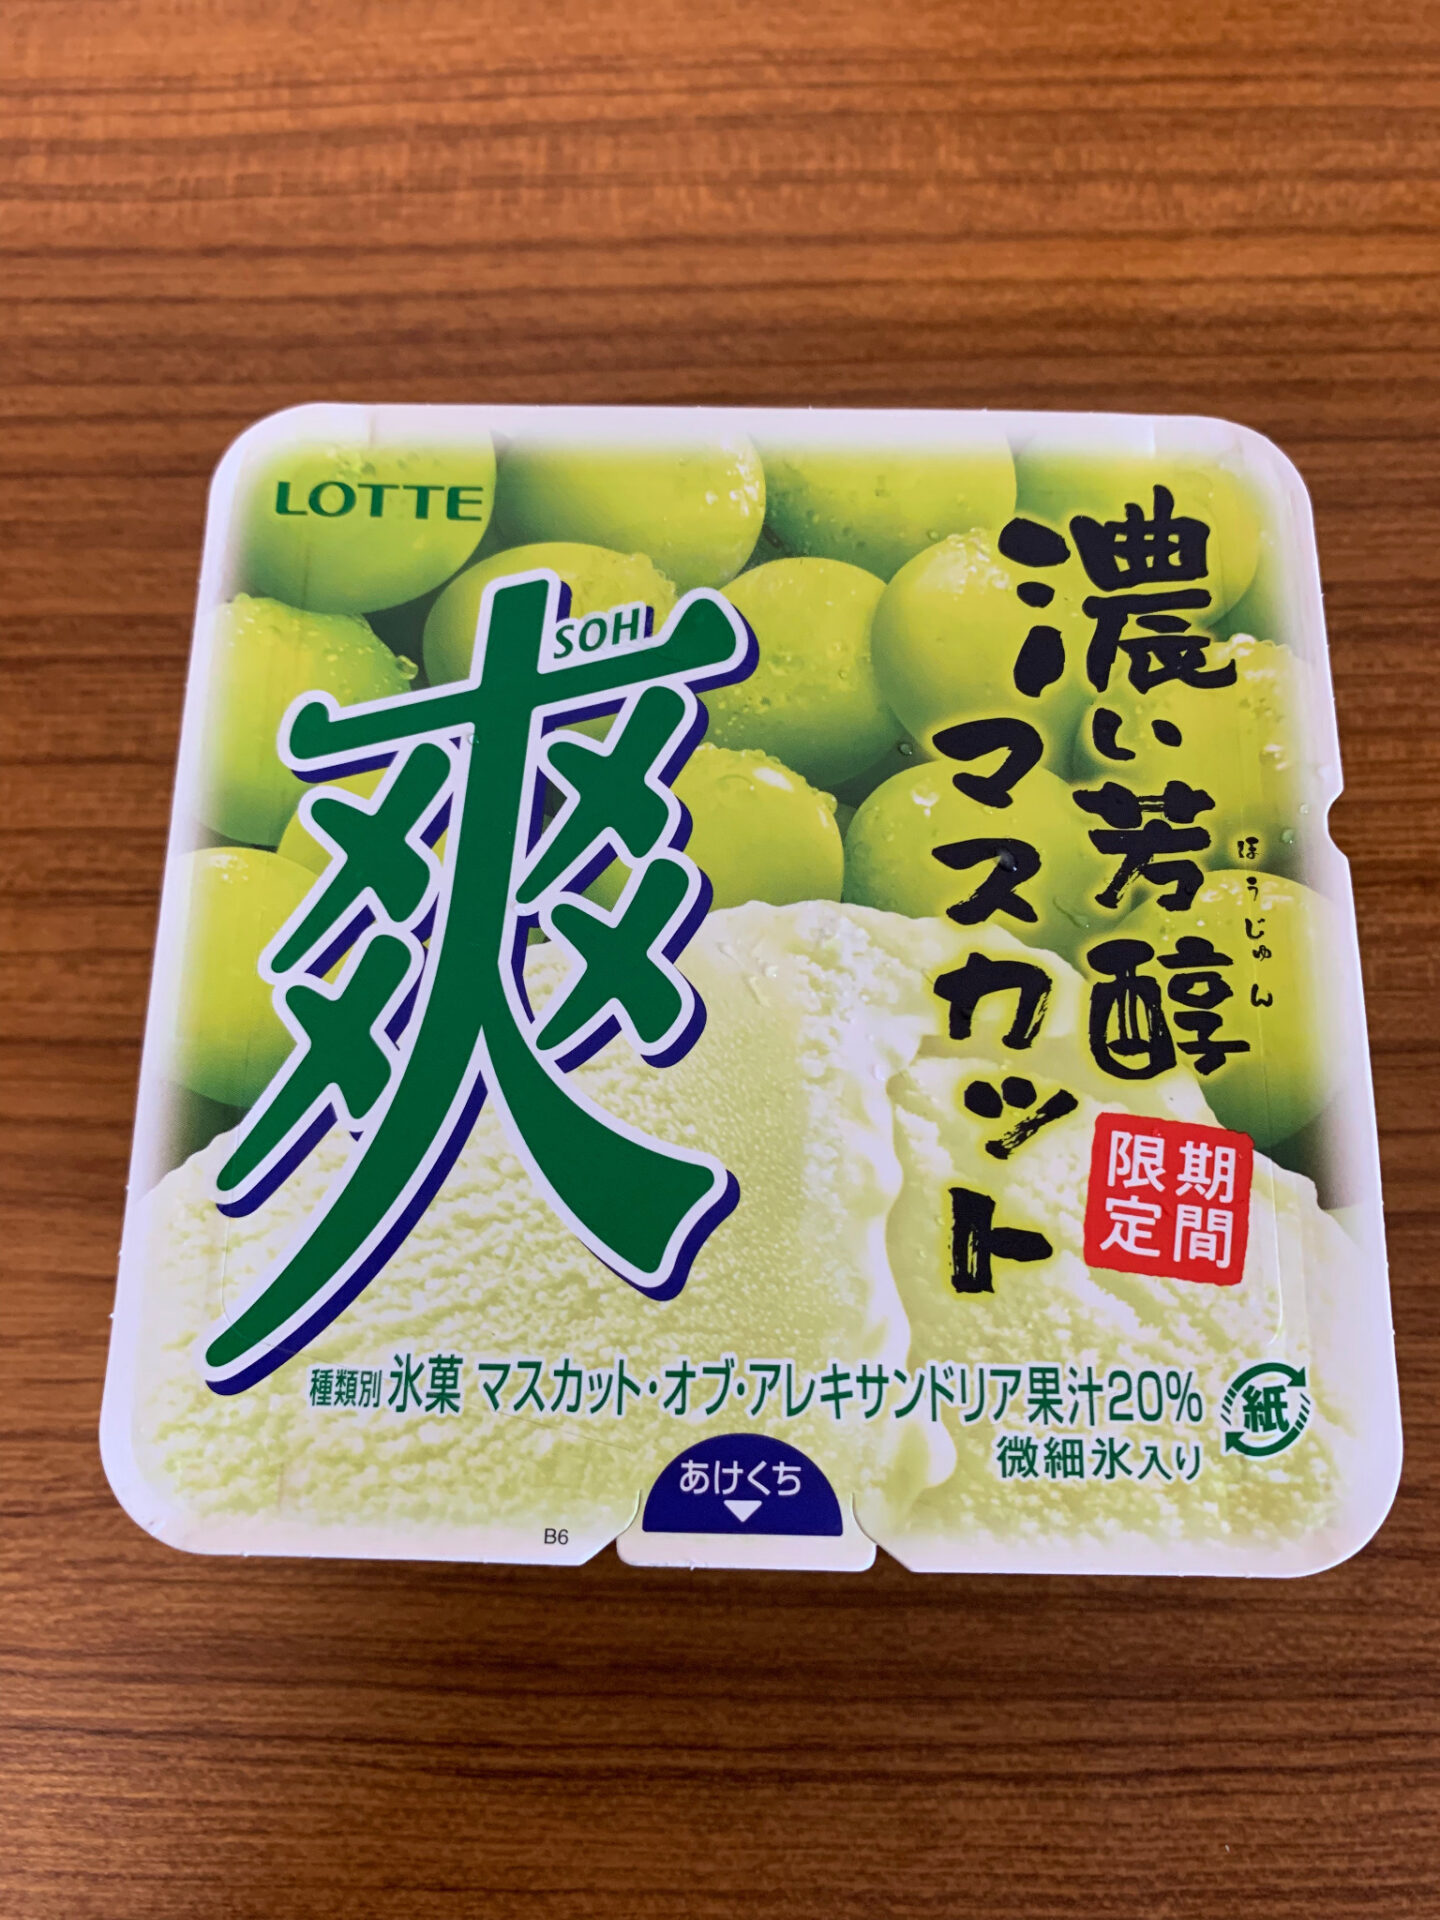 LOTTE
爽
SOH
濃い芳醇
ほうじゅん
マスカット
期間
限定
種類別 氷菓 マスカット・オブ・アレキサンドリア果汁20%
微細氷入り
紙
あけくち
B6